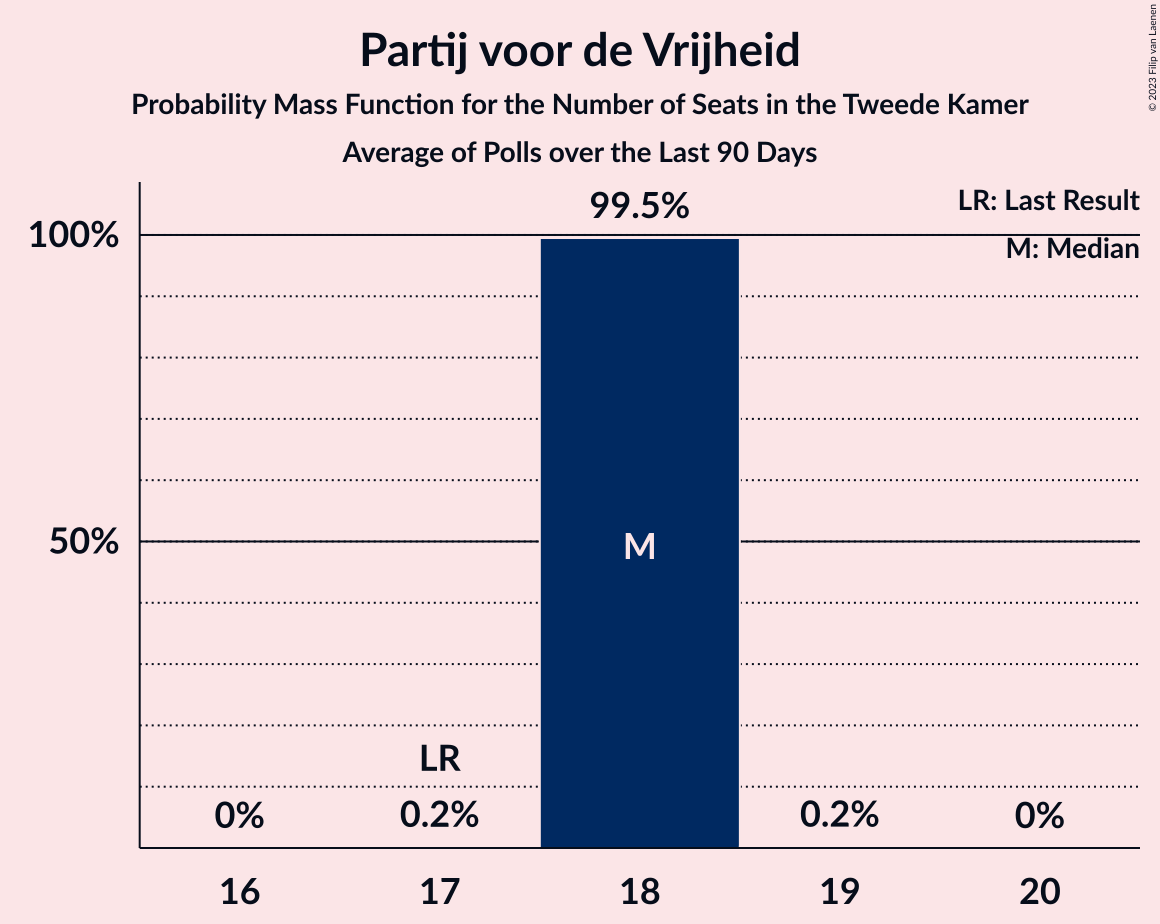 Partij voor de Vrijheid
Probability Mass Function for the Number of Seats in the Tweede Kamer
Average of Polls over the Last 90 Days
© 2023 Filip van Laenen
LR: Last Result
M: Median
99.5%
100%
50%
M
LR
0%
0.2%
0.2%
0%
16
17
18
19
20